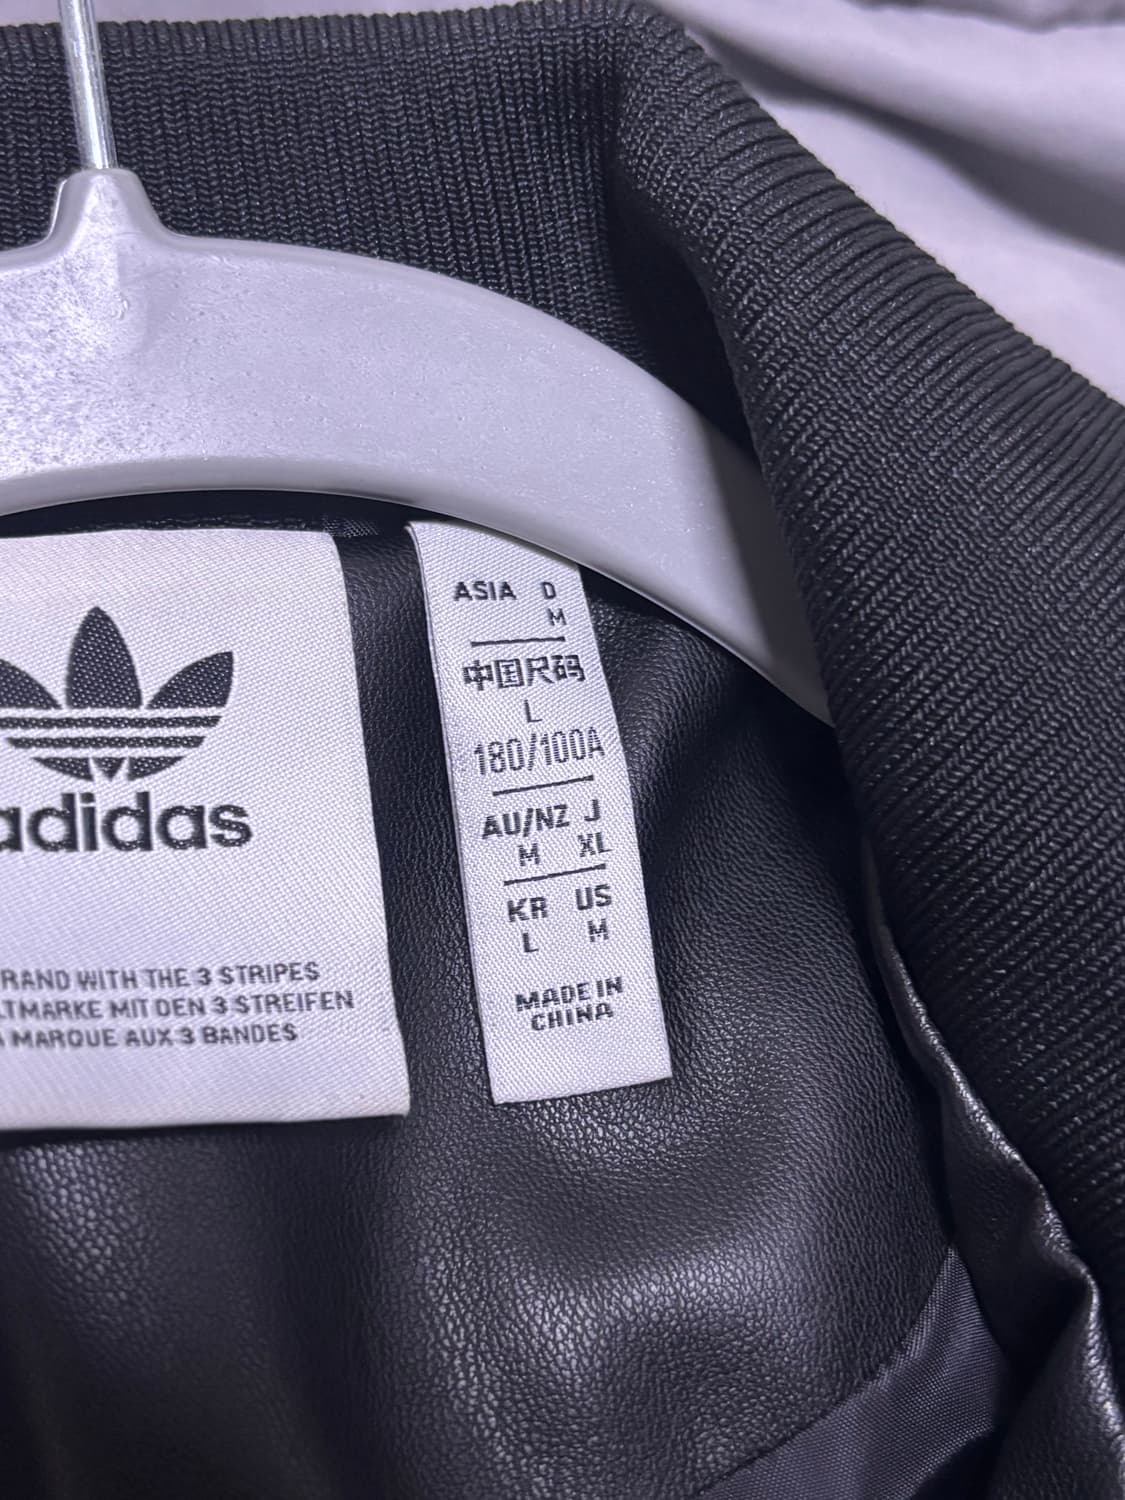 adidas
RAND WITH THE 3 STRIPES
LTMARKE MIT DEN 3 STREIFEN
MARQUE AUX 3 BANDES
ASIA D
M
中国尺码
L
180/100A
AU/NZ J
M XL
KR US
L M
MADE IN
CHINA